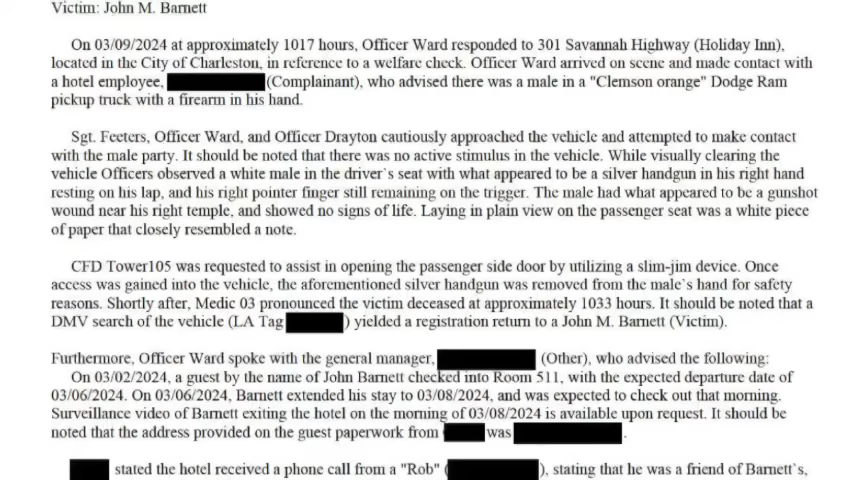 Victim: John M. Barnett
On 03/09/2024 at approximately 1017 hours, Officer Ward responded to 301 Savannah Highway (Holiday Inn),
located in the City of Charleston, in reference to a welfare check. Officer Ward arrived on scene and made contact with
a hotel employee, (Complainant), who advised there was a male in a "Clemson orange" Dodge Ram
pickup truck with a firearm in his hand.
Sgt. Feeters, Officer Ward, and Officer Drayton cautiously approached the vehicle and attempted to make contact
with the male party. It should be noted that there was no active stimulus in the vehicle. While visually clearing the
vehicle Officers observed a white male in the driver`s seat with what appeared to be a silver handgun in his right hand
resting on his lap, and his right pointer finger still remaining on the trigger. The male had what appeared to be a gunshot
wound near his right temple, and showed no signs of life. Laying in plain view on the passenger seat was a white piece
of paper that closely resembled a note.
CFD Tower105 was requested to assist in opening the passenger side door by utilizing a slim-jim device. Once
access was gained into the vehicle, the aforementioned silver handgun was removed from the male`s hand for safety
reasons. Shortly after, Medic 03 pronounced the victim deceased at approximately 1033 hours. It should be noted that a
DMV search of the vehicle (LA Tag ) yielded a registration return to a John M. Barnett (Victim).
Furthermore, Officer Ward spoke with the general manager, (Other), who advised the following:
On 03/02/2024, a guest by the name of John Barnett checked into Room 511, with the expected departure date of
03/06/2024. On 03/06/2024, Barnett extended his stay to 03/08/2024, and was expected to check out that morning.
Surveillance video of Barnett exiting the hotel on the morning of 03/08/2024 is available upon request. It should be
noted that the address provided on the guest paperwork from was .
stated the hotel received a phone call from a "Rob" ( ), stating that he was a friend of Barnett`s,